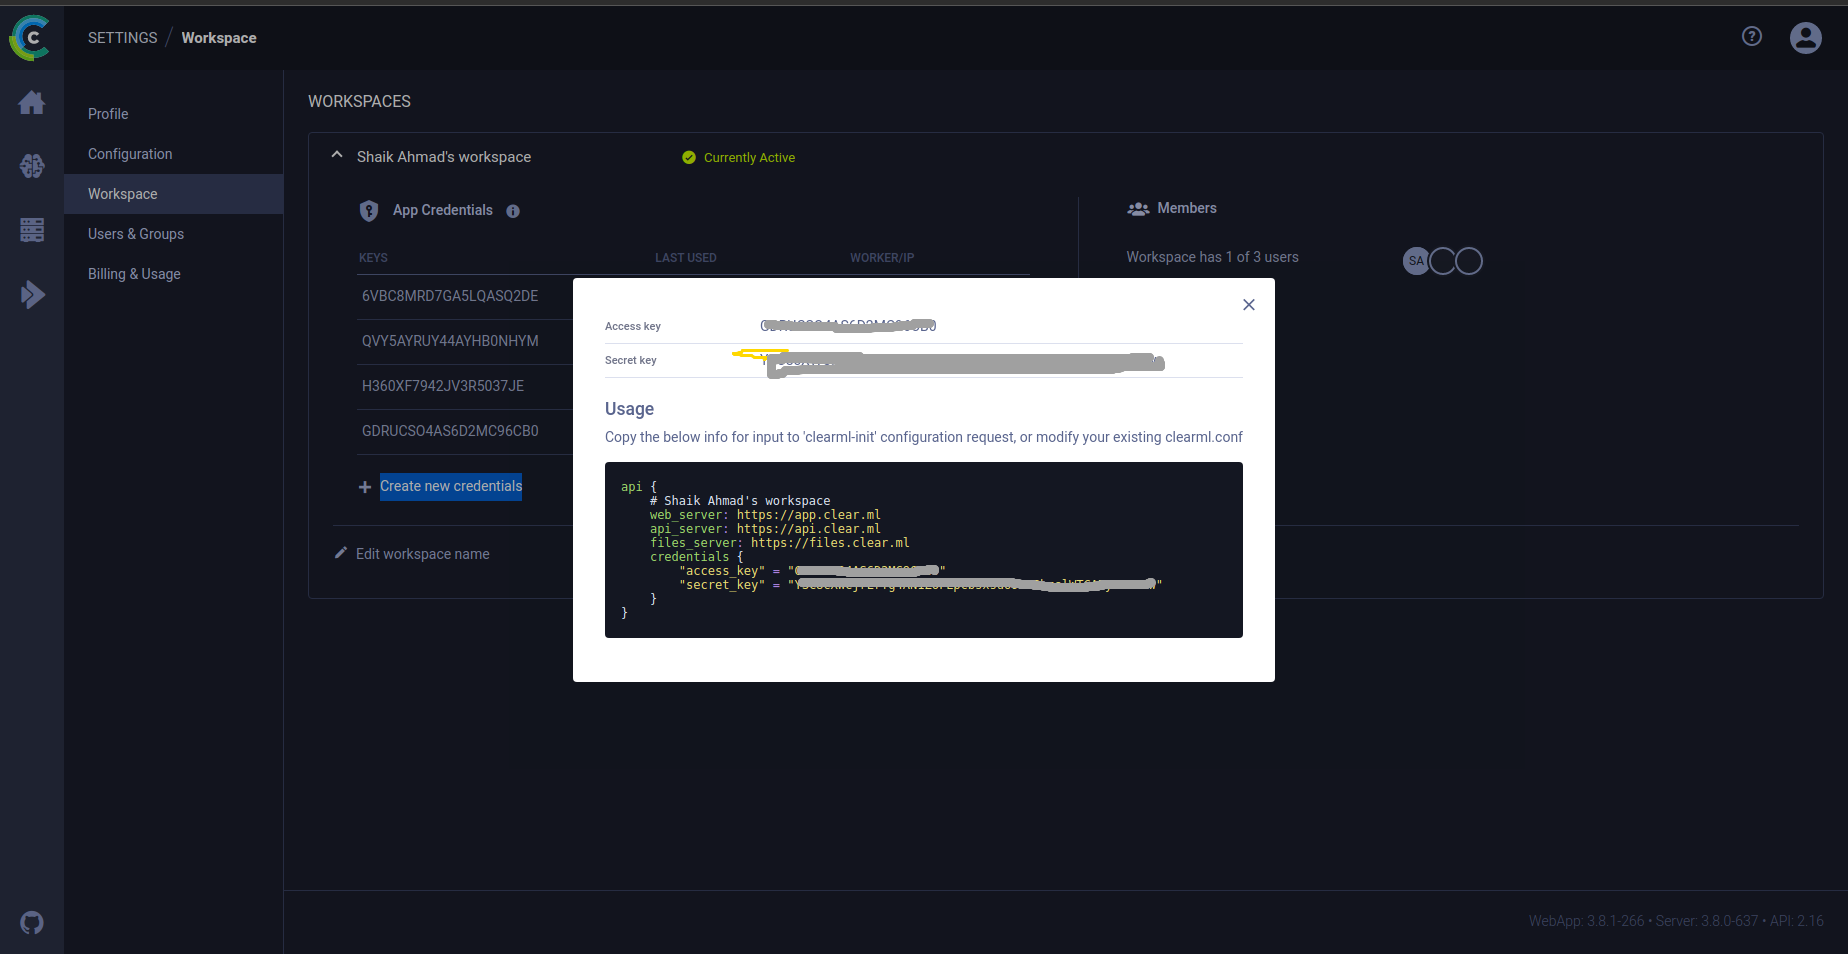 SETTINGS / Workspace
Profile
Configuration
Workspace
Users & Groups
Billing & Usage
WORKSPACES
Shaik Ahmad's workspace
Currently Active
App Credentials
Members
KEYS LAST USED WORKER/IP
Workspace has 1 of 3 users
SA
6VBC8MRD7GA5LQASQ2DE
QVY5AYRUY44AYHB0NHYM
H360XF7942JV3R5037JE
GDRUCSO4AS6D2MC96CB0
+ Create new credentials
Edit workspace name
Access key
Secret key
Usage
Copy the below info for input to 'clearml-init' configuration request, or modify your existing clearml.conf
api {
# Shaik Ahmad's workspace
web_server: https://app.clear.ml
api_server: https://api.clear.ml
files_server: https://files.clear.ml
credentials {
"access_key" = "
"secret_key" = "
}
}
WebApp: 3.8.1-266 • Server: 3.8.0-637 • API: 2.16